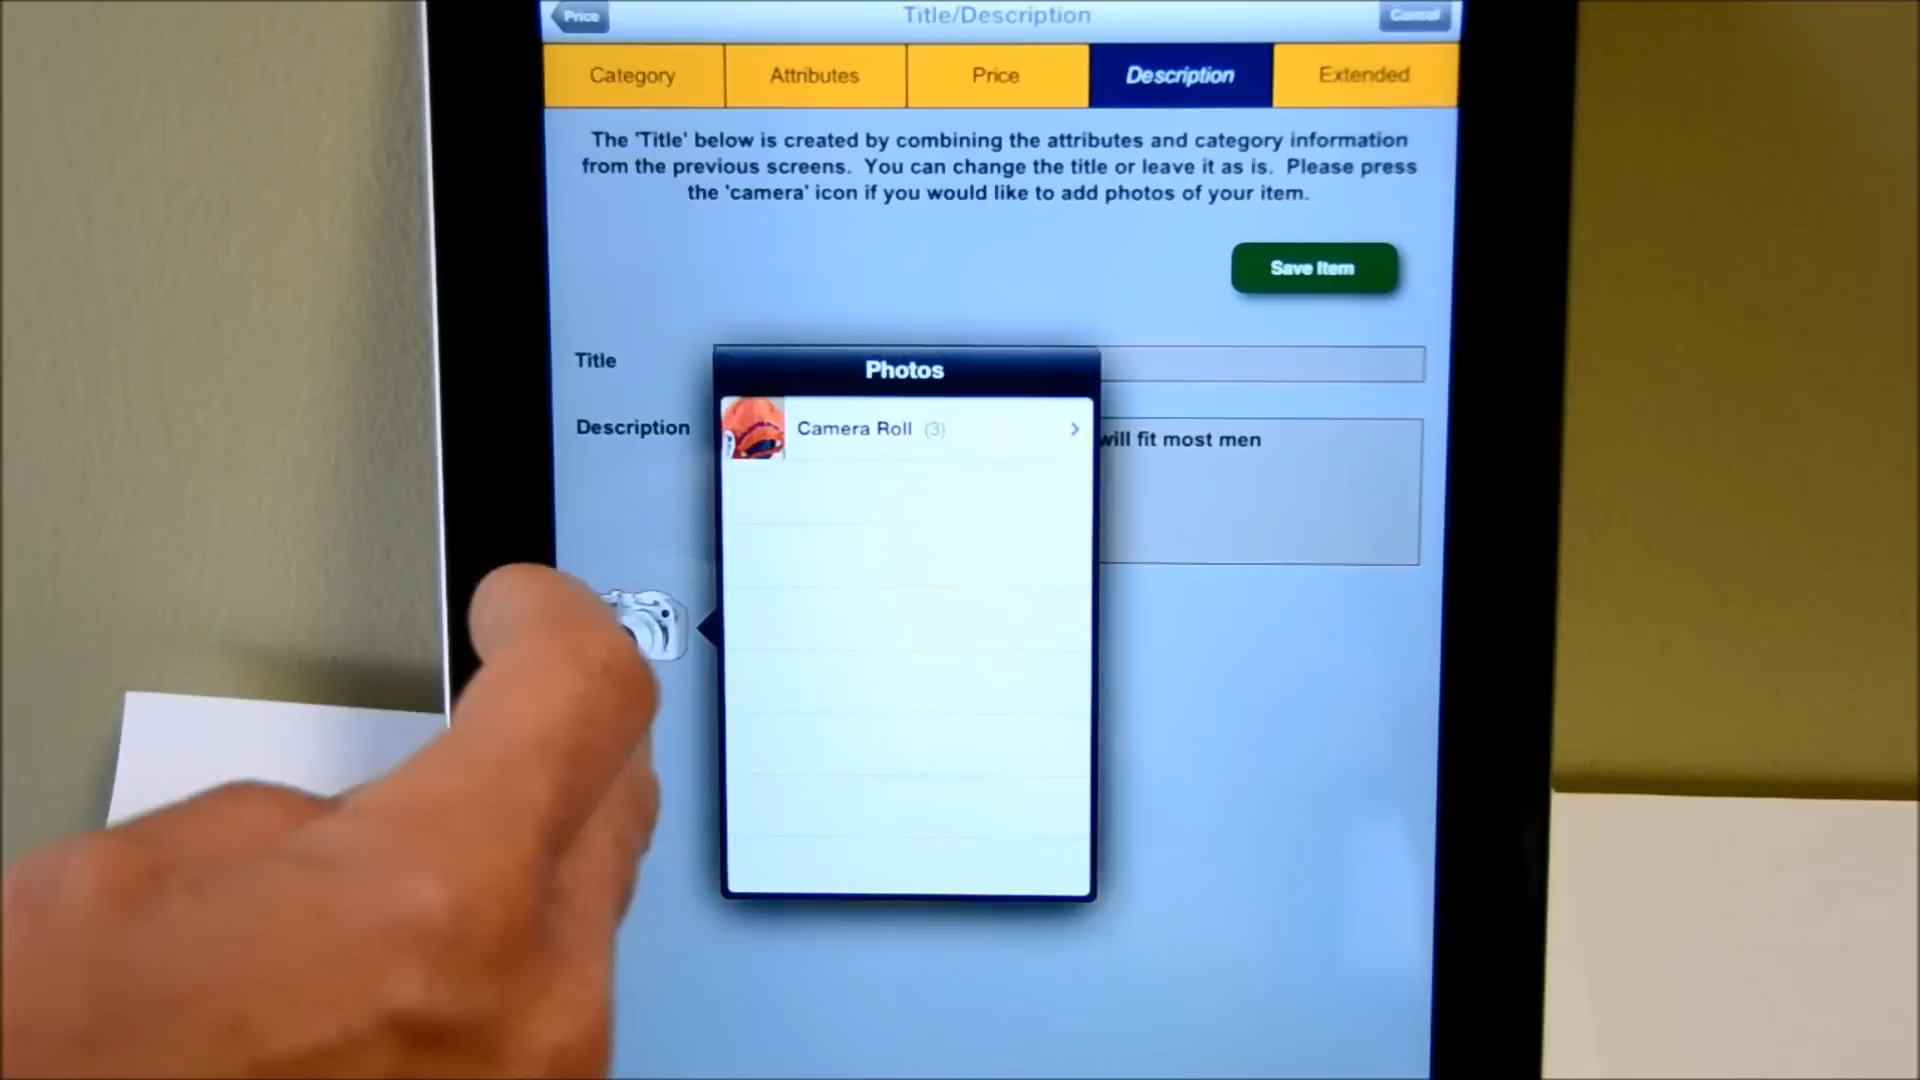 Price
Title/Description
Cancel
Category
Attributes
Price
Description
Extended
The 'Title' below is created by combining the attributes and category information
from the previous screens. You can change the title or leave it as is. Please press
the 'camera' icon if you would like to add photos of your item.
Save Item
Title
Photos
Camera Roll (3)
Description
will fit most men